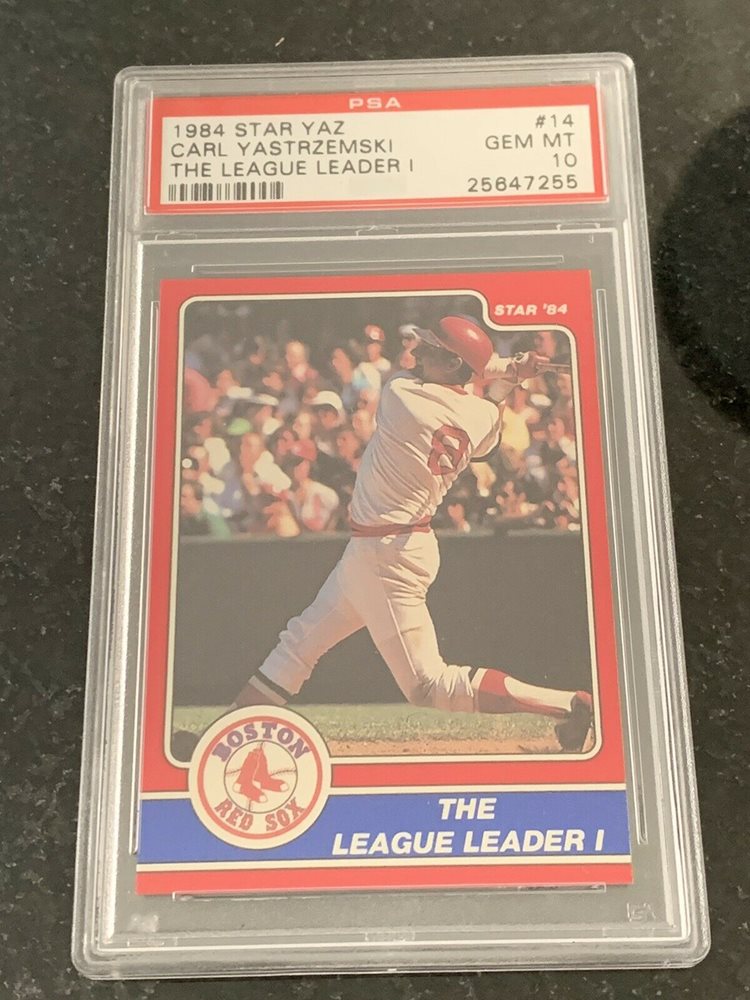 PSA
1984 STAR YAZ #14
CARL YASTRZEMSKI GEM MT
THE LEAGUE LEADER I 10
25647255
STAR '84
8
BOSTON
RED SOX
THE
LEAGUE LEADER I